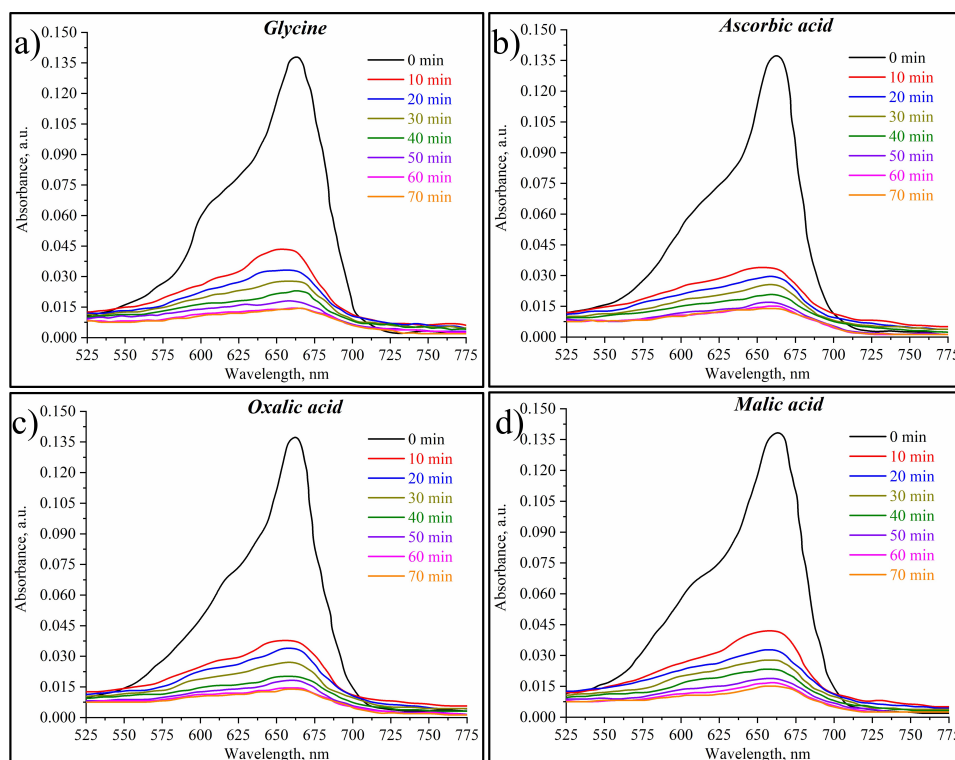 a)
Glycine
0.150
0.135
0.120
0.105
0.090
0.075
0.060
0.045
0.030
0.015
0.000
Absorbance, a.u.
0 min
10 min
20 min
30 min
40 min
50 min
60 min
70 min
525 550 575 600 625 650 675 700 725 750 775
Wavelength, nm
b)
Ascorbic acid
0.150
0.135
0.120
0.105
0.090
0.075
0.060
0.045
0.030
0.015
0.000
Absorbance, a.u.
0 min
10 min
20 min
30 min
40 min
50 min
60 min
70 min
525 550 575 600 625 650 675 700 725 750 775
Wavelength, nm
c)
Oxalic acid
0.150
0.135
0.120
0.105
0.090
0.075
0.060
0.045
0.030
0.015
0.000
Absorbance, a.u.
0 min
10 min
20 min
30 min
40 min
50 min
60 min
70 min
525 550 575 600 625 650 675 700 725 750 775
Wavelength, nm
d)
Malic acid
0.150
0.135
0.120
0.105
0.090
0.075
0.060
0.045
0.030
0.015
0.000
Absorbance, a.u.
0 min
10 min
20 min
30 min
40 min
50 min
60 min
70 min
525 550 575 600 625 650 675 700 725 750 775
Wavelength, nm